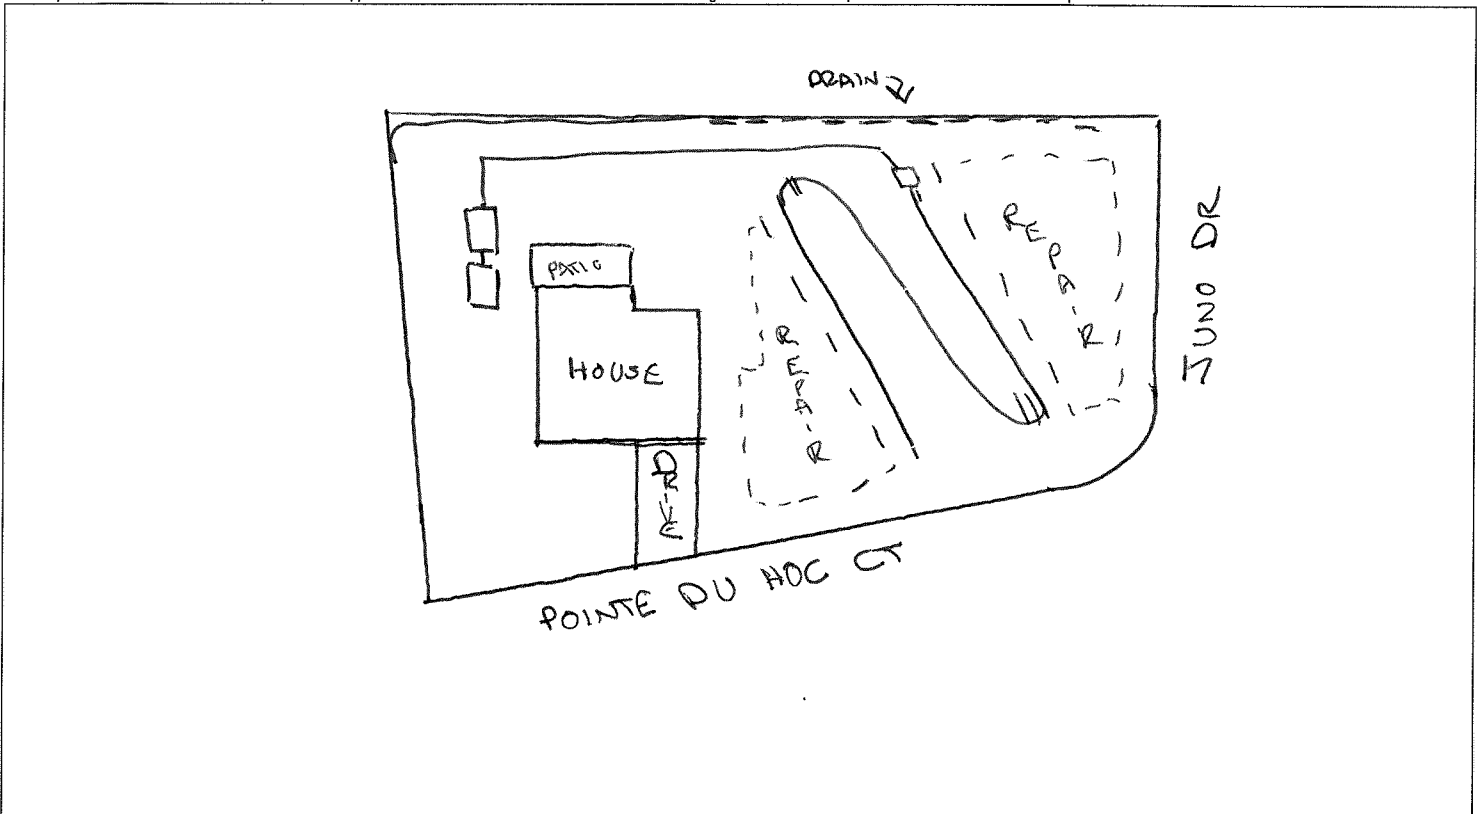 DRAIN
REPAIR
JUNO DR
PATIO
HOUSE
REPAIR
DRIVE
POINTE DU HOC CT